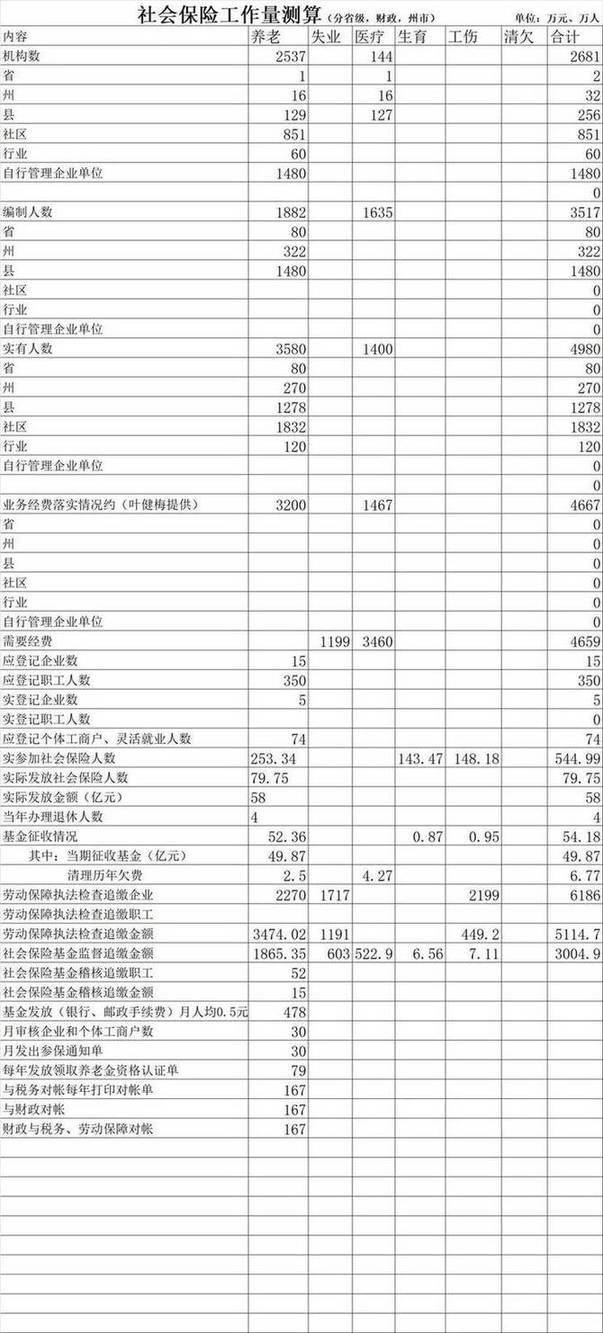 社会保险工作量测算(分省级，财政，州市) 单位：万元、万人
内容 养老 失业 医疗 生育 工伤 清欠 合计
机构数 2537 144 2681
省 1 1 2
州 16 16 32
县 129 127 256
社区 851 851
行业 60 60
自行管理企业单位 1480 1480
0
编制人数 1882 1635 3517
省 80 80
州 322 322
县 1480 1480
社区 0
行业 0
自行管理企业单位 0
实有人数 3580 1400 4980
省 80 80
州 270 270
县 1278 1278
社区 1832 1832
行业 120 120
自行管理企业单位 0
0
业务经费落实情况约（叶健梅提供） 3200 1467 4667
省 0
州 0
县 0
社区 0
行业 0
自行管理企业单位 0
需要经费 1199 3460 4659
应登记企业数 15 15
应登记职工人数 350 350
实登记企业数 5 5
实登记职工人数 0
应登记个体工商户、灵活就业人数 74 74
实参加社会保险人数 253.34 143.47 148.18 544.99
实际发放社会保险人数 79.75 79.75
实际发放金额（亿元） 58 58
当年办理退休人数 4 4
基金征收情况 52.36 0.87 0.95 54.18
其中：当期征收基金（亿元） 49.87 49.87
清理历年欠费 2.5 4.27 6.77
劳动保障执法检查追缴企业 2270 1717 2199 6186
劳动保障执法检查追缴职工
劳动保障执法检查追缴金额 3474.02 1191 449.2 5114.7
社会保险基金监督追缴金额 1865.35 603 522.9 6.56 7.11 3004.9
社会保险基金稽核追缴职工 52
社会保险基金稽核追缴金额 15
基金发放（银行、邮政手续费）月人均0.5元 478
月审核企业和个体工商户数 30
月发出参保通知单 30
每年发放领取养老金资格认证单 79
与税务对帐每年打印对帐单 167
与财政对帐 167
财政与税务、劳动保障对帐 167